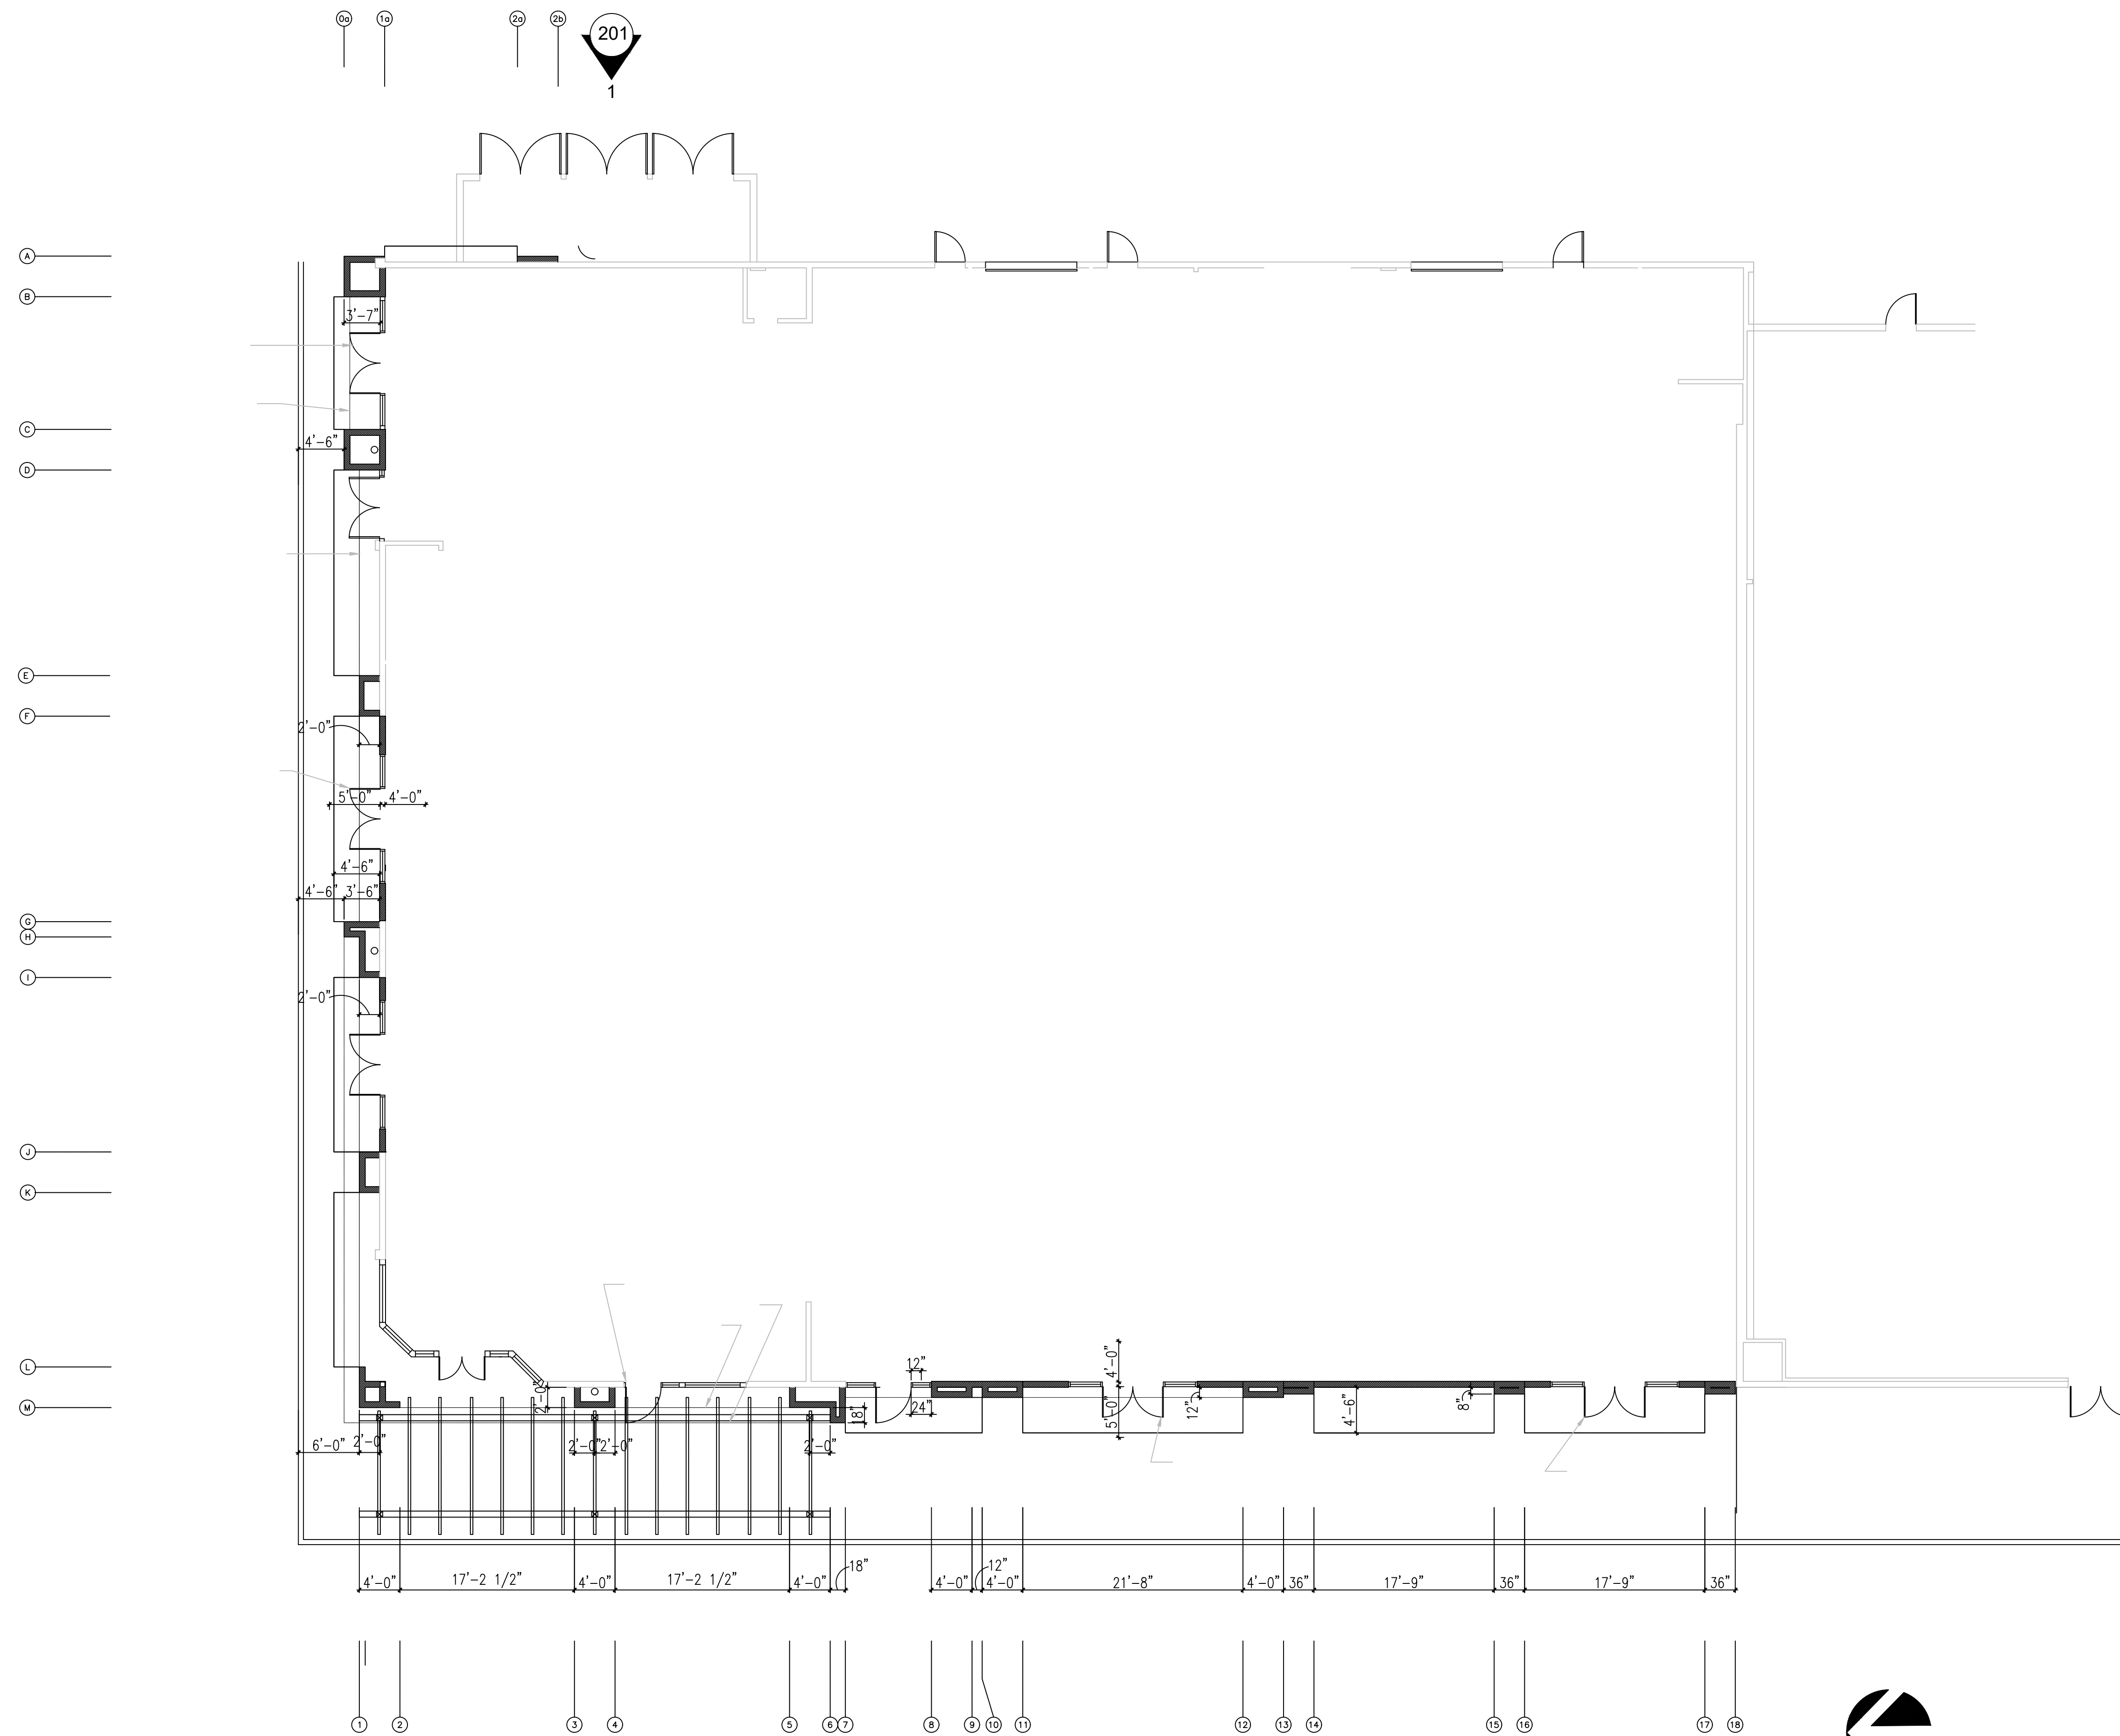 0a 1a 2a 2b
201
1
A
B
3'-7"
C
4'-6"
D
E
F
2'-0"
5'-0" 4'-0"
4'-6"
4'-6" 3'-6"
G
H
I
2'-0"
J
K
L
M
2'-0"
18"
12"
24"
4'-0"
5'-0"
12"
4'-6"
8"
6'-0" 2'-0" 2'-0" 2'-0" 2'-0"
18" 12"
4'-0" 17'-2 1/2" 4'-0" 17'-2 1/2" 4'-0" 4'-0" 4'-0" 21'-8" 4'-0" 36" 17'-9" 36" 17'-9" 36"
1 2 3 4 5 6 7 8 9 10 11 12 13 14 15 16 17 18